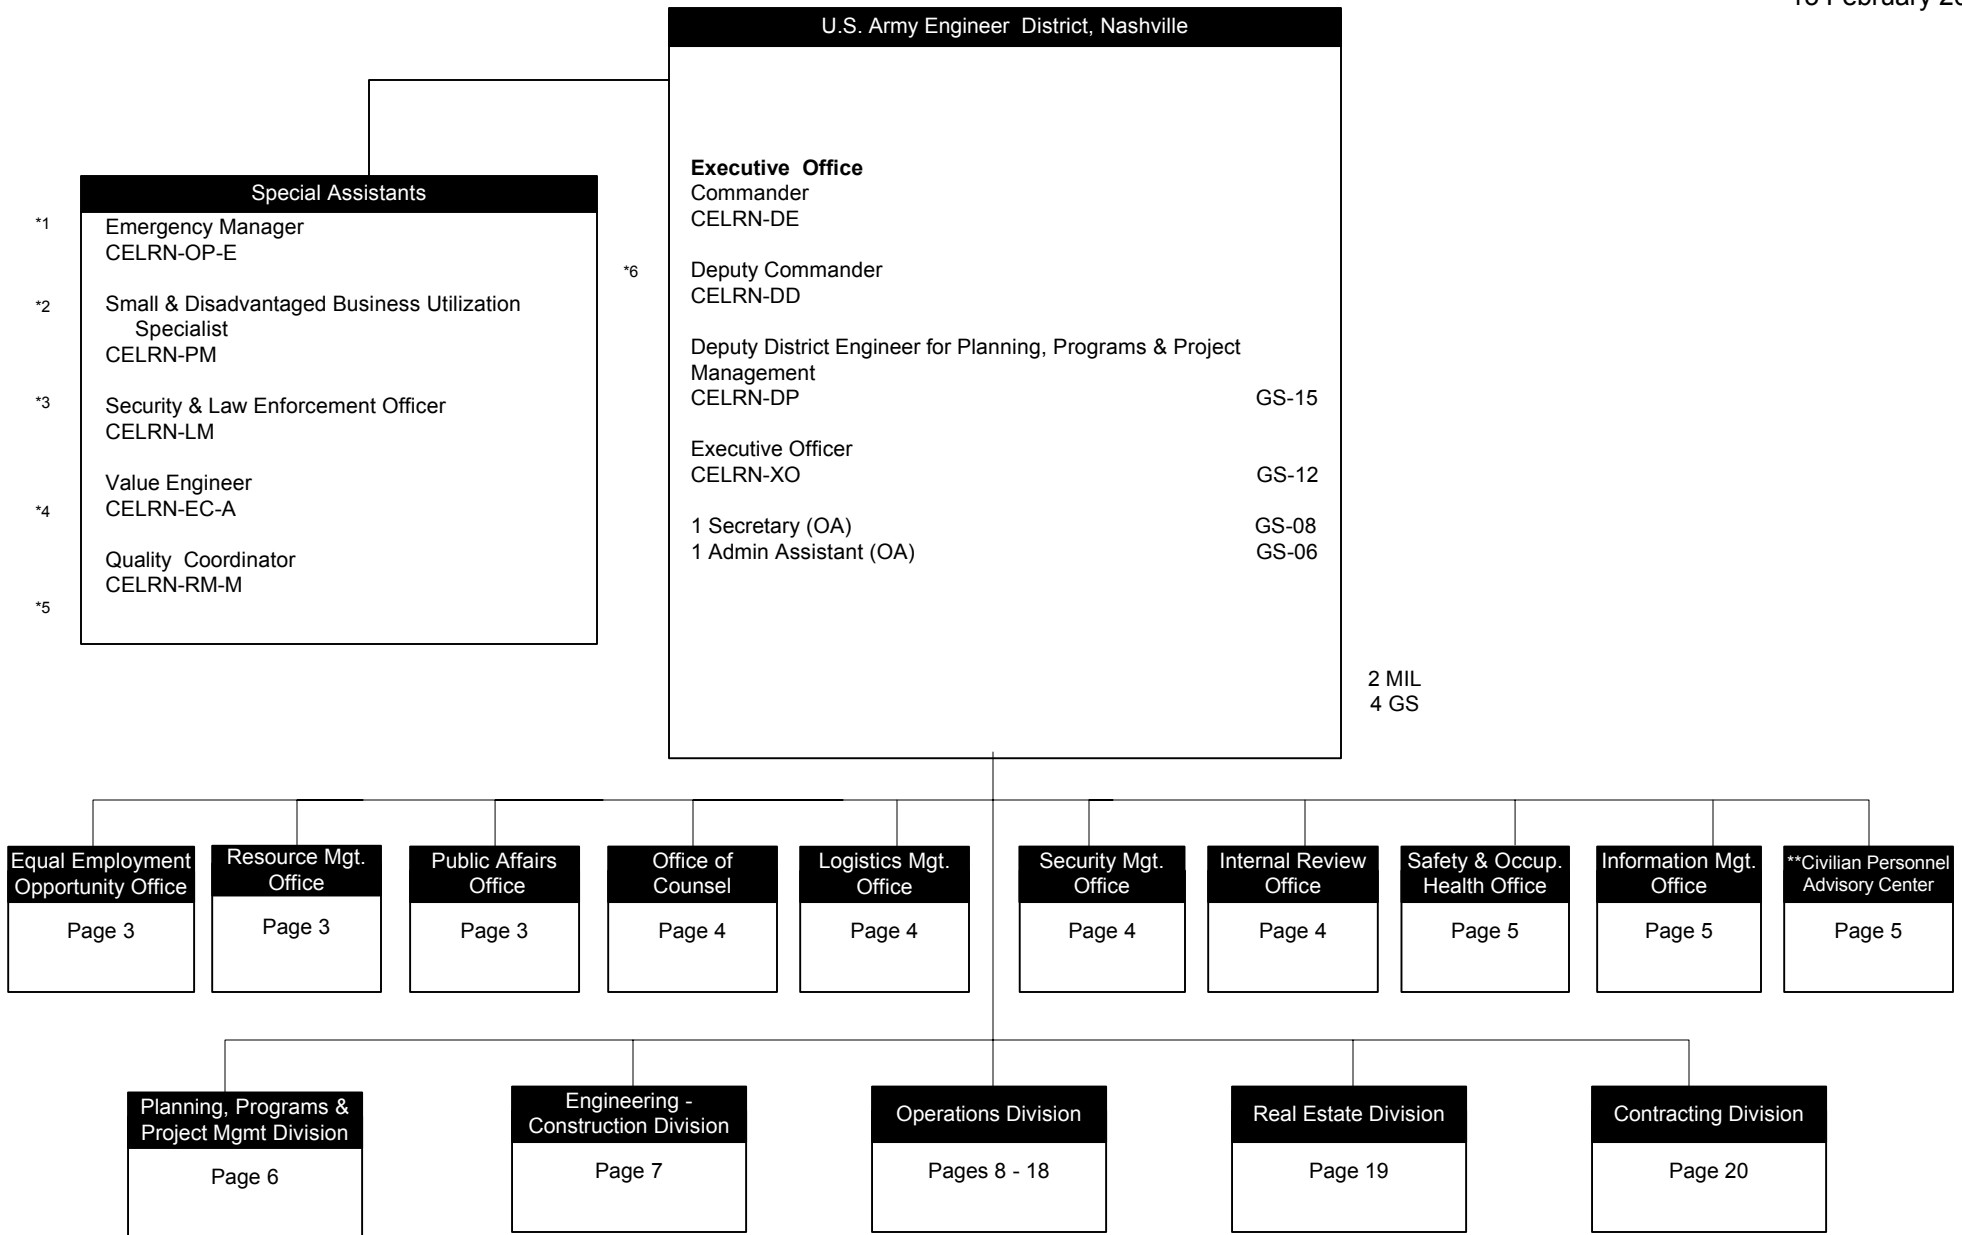 U.S. Army Engineer District, Nashville
Special Assistants
*1
Emergency Manager
CELRN-OP-E
*2
Small & Disadvantaged Business Utilization
Specialist
CELRN-PM
*3
Security & Law Enforcement Officer
CELRN-LM
Value Engineer
*4
CELRN-EC-A
Quality Coordinator
CELRN-RM-M
*5
Executive Office
Commander
CELRN-DE
*6
Deputy Commander
CELRN-DD
Deputy District Engineer for Planning, Programs & Project
Management
CELRN-DP GS-15
Executive Officer
CELRN-XO GS-12
1 Secretary (OA) GS-08
1 Admin Assistant (OA) GS-06
2 MIL
4 GS
Equal Employment
Opportunity Office
Page 3
Resource Mgt.
Office
Page 3
Public Affairs
Office
Page 3
Office of
Counsel
Page 4
Logistics Mgt.
Office
Page 4
Security Mgt.
Office
Page 4
Internal Review
Office
Page 4
Safety & Occup.
Health Office
Page 5
Information Mgt.
Office
Page 5
**Civilian Personnel
Advisory Center
Page 5
Planning, Programs &
Project Mgmt Division
Page 6
Engineering -
Construction Division
Page 7
Operations Division
Pages 8 - 18
Real Estate Division
Page 19
Contracting Division
Page 20